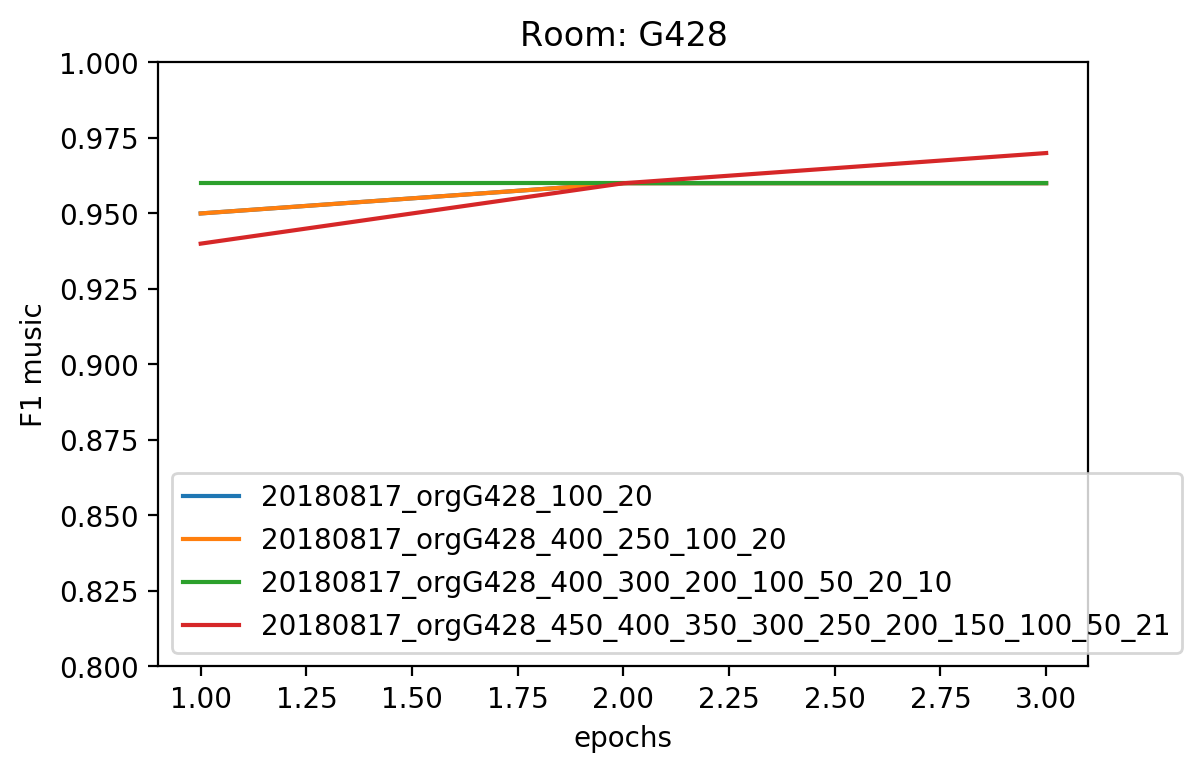 Room: G428
1.000
0.975
0.950
0.925
0.900
0.875
0.850
0.825
0.800
F1 music
20180817_orgG428_100_20
20180817_orgG428_400_250_100_20
20180817_orgG428_400_300_200_100_50_20_10
20180817_orgG428_450_400_350_300_250_200_150_100_50_21
1.00 1.25 1.50 1.75 2.00 2.25 2.50 2.75 3.00
epochs